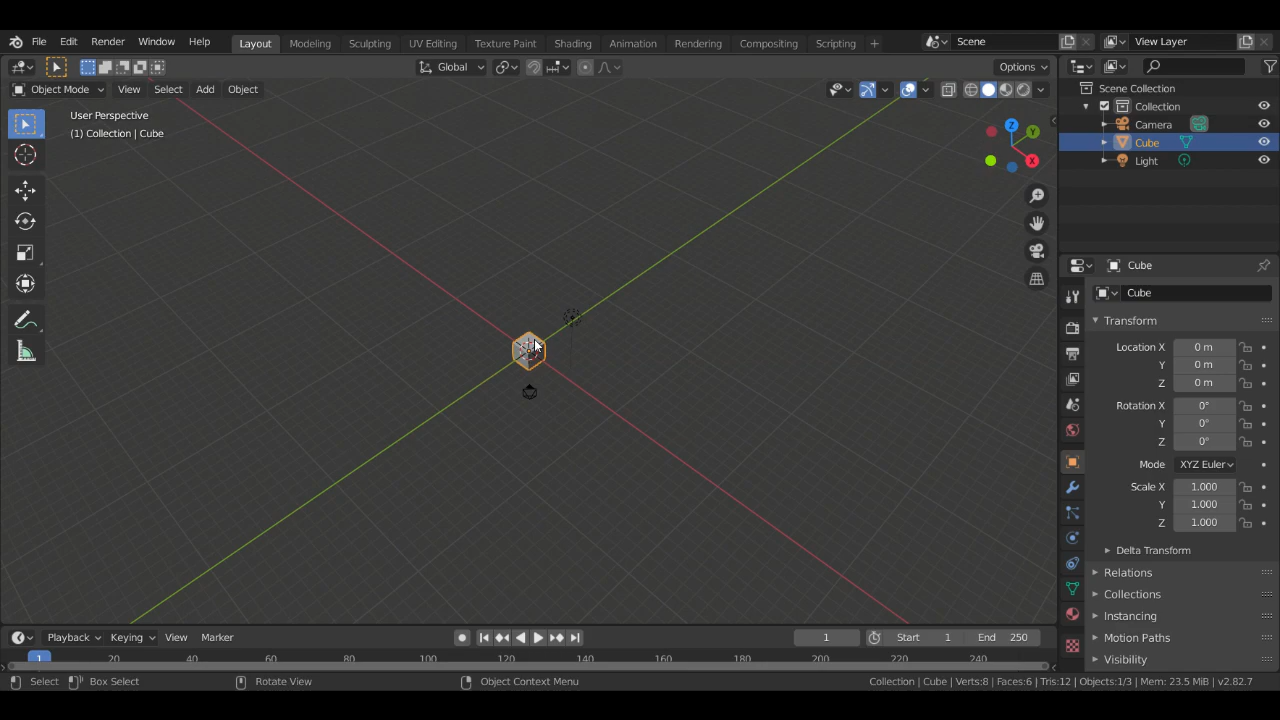 File Edit Render Window Help Layout Modeling Sculpting UV Editing Texture Paint Shading Animation Rendering Compositing Scripting + Scene View Layer
Global Options
Object Mode View Select Add Object
User Perspective
(1) Collection | Cube
Z
Y
X
Scene Collection
Collection
Camera
Cube
Light
Cube
Cube
Transform
Location X 0 m
Y 0 m
Z 0 m
Rotation X 0°
Y 0°
Z 0°
Mode XYZ Euler
Scale X 1.000
Y 1.000
Z 1.000
Delta Transform
Relations
Collections
Instancing
Motion Paths
Visibility
Playback Keying View Marker 1 Start 1 End 250
1 20 40 60 80 100 120 140 160 180 200 220 240
Select Box Select Rotate View Object Context Menu Collection | Cube | Verts:8 | Faces:6 | Tris:12 | Objects:1/3 | Mem: 23.5 MiB | v2.82.7